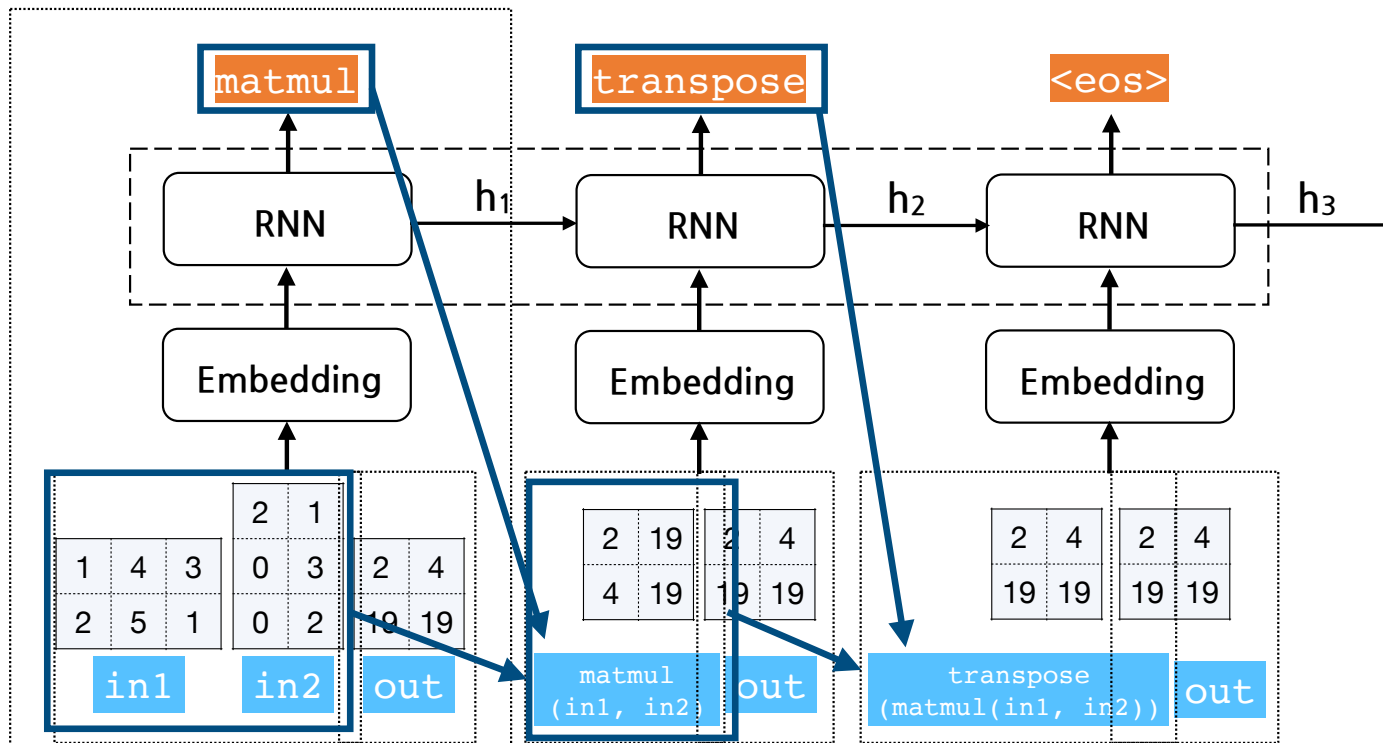 matmul
transpose
<eos>
RNN
h1
RNN
h2
RNN
h3
Embedding
Embedding
Embedding
2 1
1 4 3
0 3
2 4
2 5 1
0 2
19 19
2 19
2 4
4 19
19 19
2 4
2 4
19 19
19 19
in1
in2
out
matmul
(in1, in2)
out
transpose
(matmul(in1, in2))
out